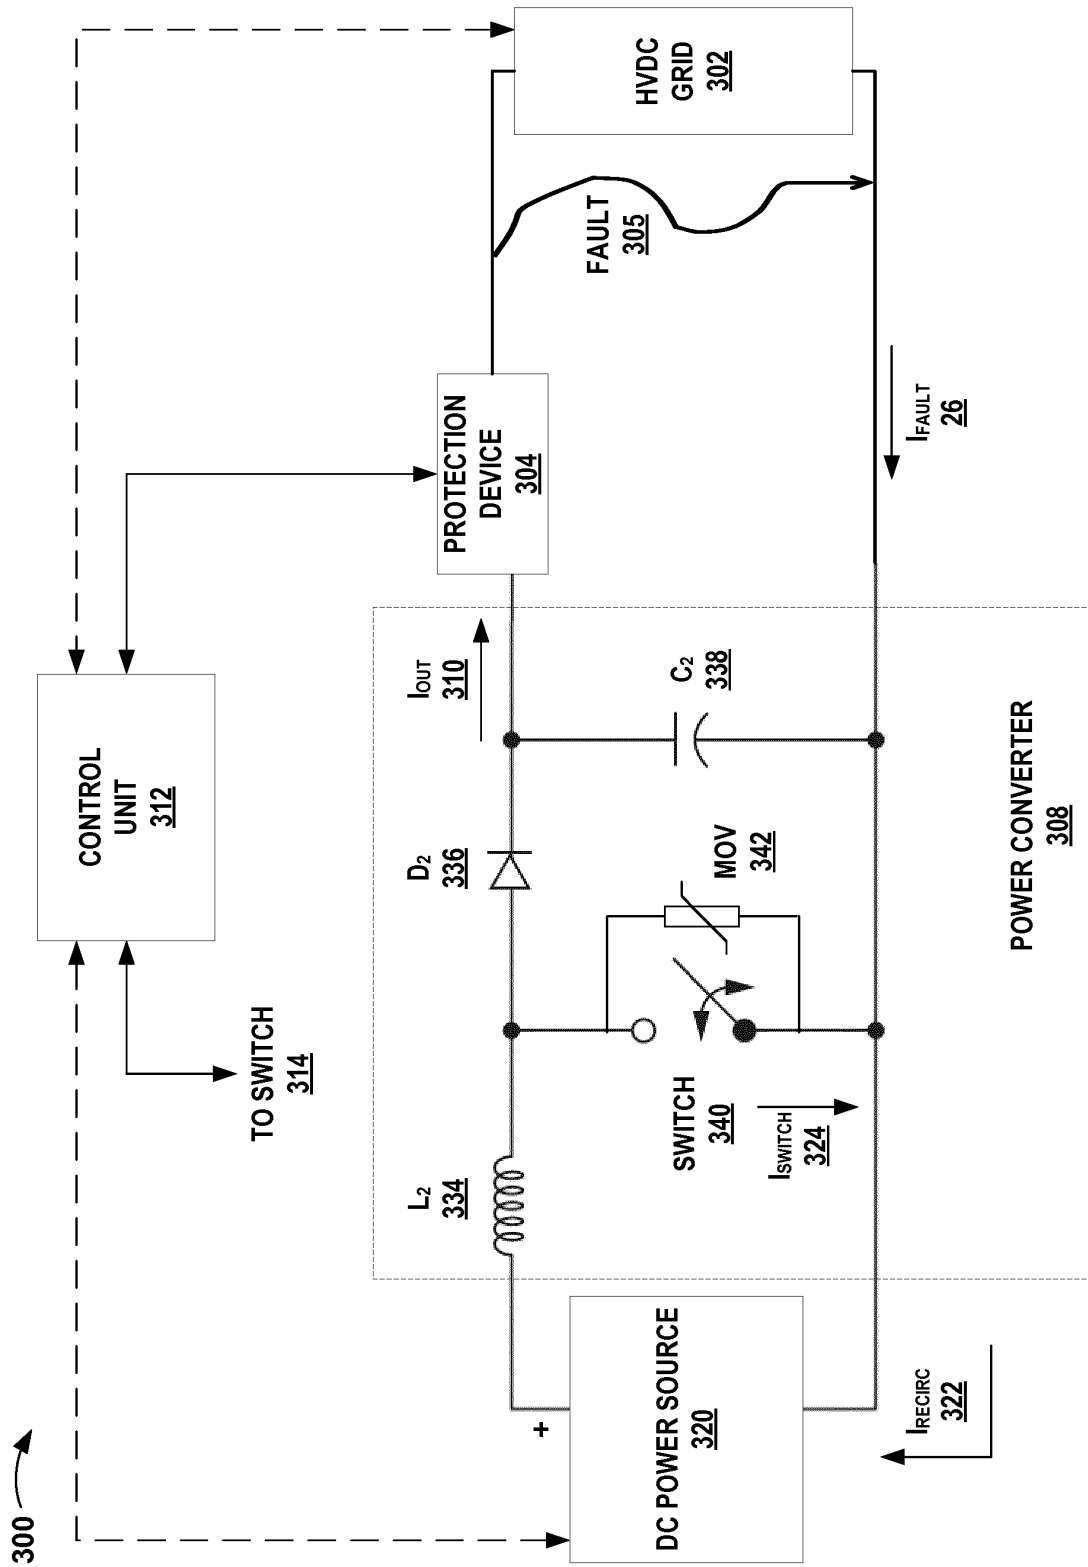 300
CONTROL
UNIT
312
TO SWITCH
314
HVDC
GRID
302
FAULT
305
PROTECTION
DEVICE
304
IOUT
310
L2
334
D2
336
C2
338
SWITCH
340
MOV
342
ISWITCH
324
+
DC POWER SOURCE
320
IRECIRC
322
IFAULT
26
POWER CONVERTER
308